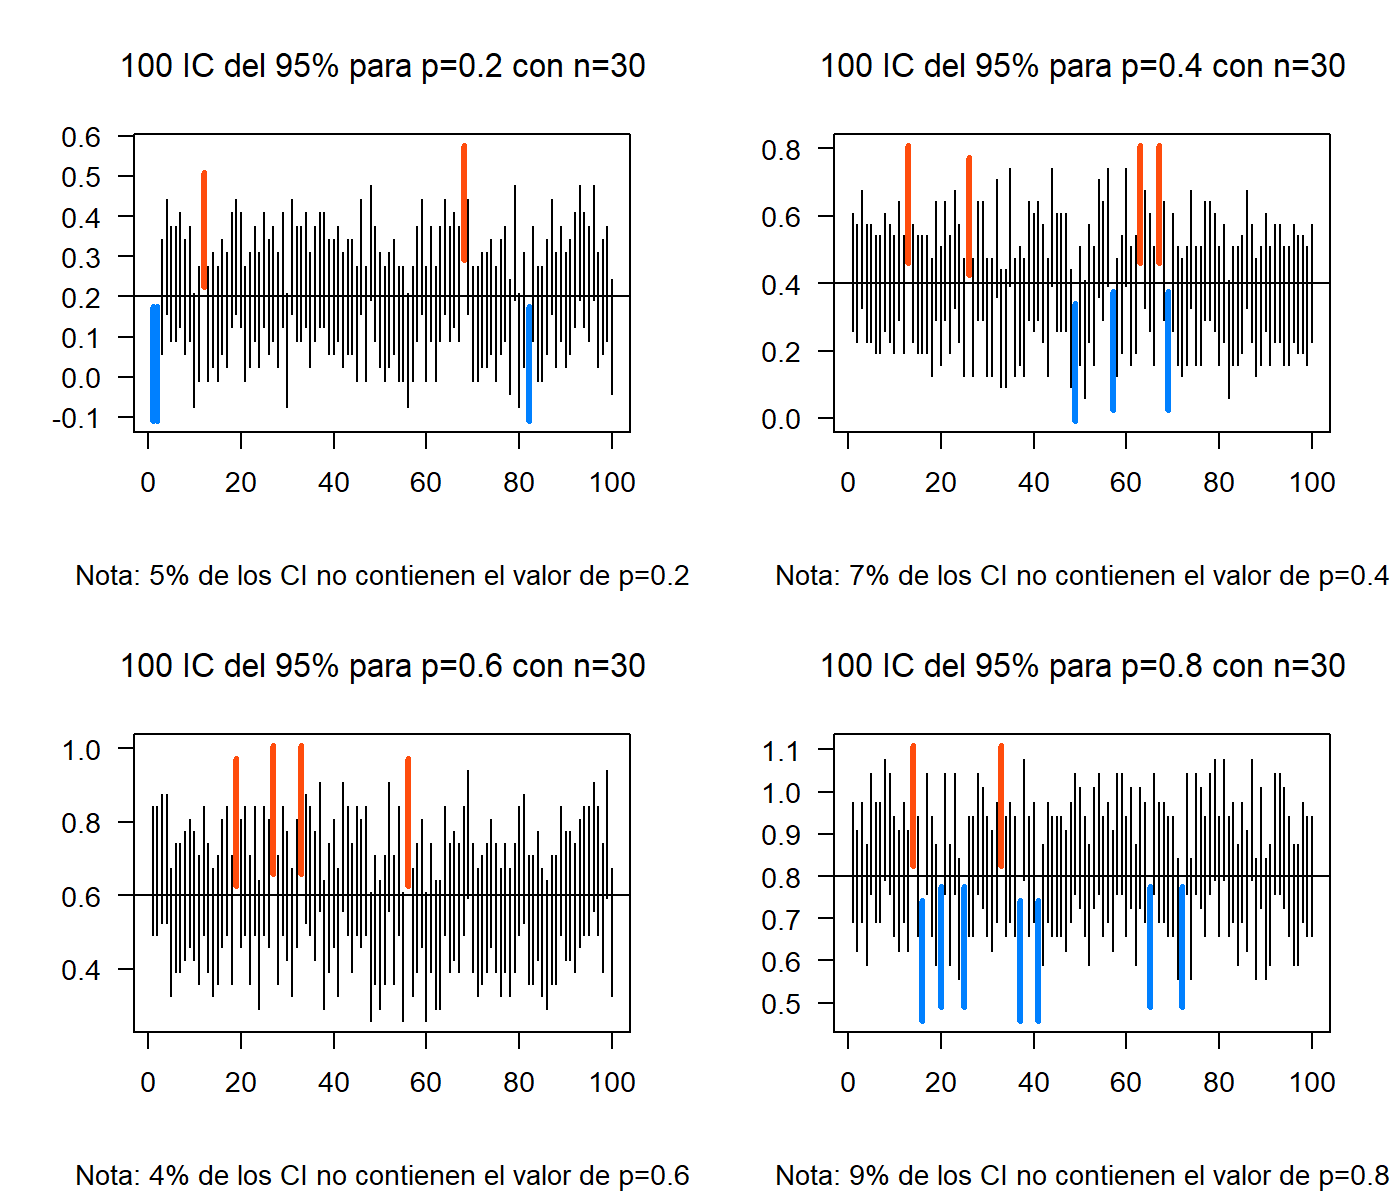 100 IC del 95% para p=0.2 con n=30
0.6
0.5
0.4
0.3
0.2
0.1
0.0
-0.1
0 20 40 60 80 100
Nota: 5% de los CI no contienen el valor de p=0.2
100 IC del 95% para p=0.4 con n=30
0.8
0.6
0.4
0.2
0.0
0 20 40 60 80 100
Nota: 7% de los CI no contienen el valor de p=0.4
100 IC del 95% para p=0.6 con n=30
1.0
0.8
0.6
0.4
0 20 40 60 80 100
Nota: 4% de los CI no contienen el valor de p=0.6
100 IC del 95% para p=0.8 con n=30
1.1
1.0
0.9
0.8
0.7
0.6
0.5
0 20 40 60 80 100
Nota: 9% de los CI no contienen el valor de p=0.8